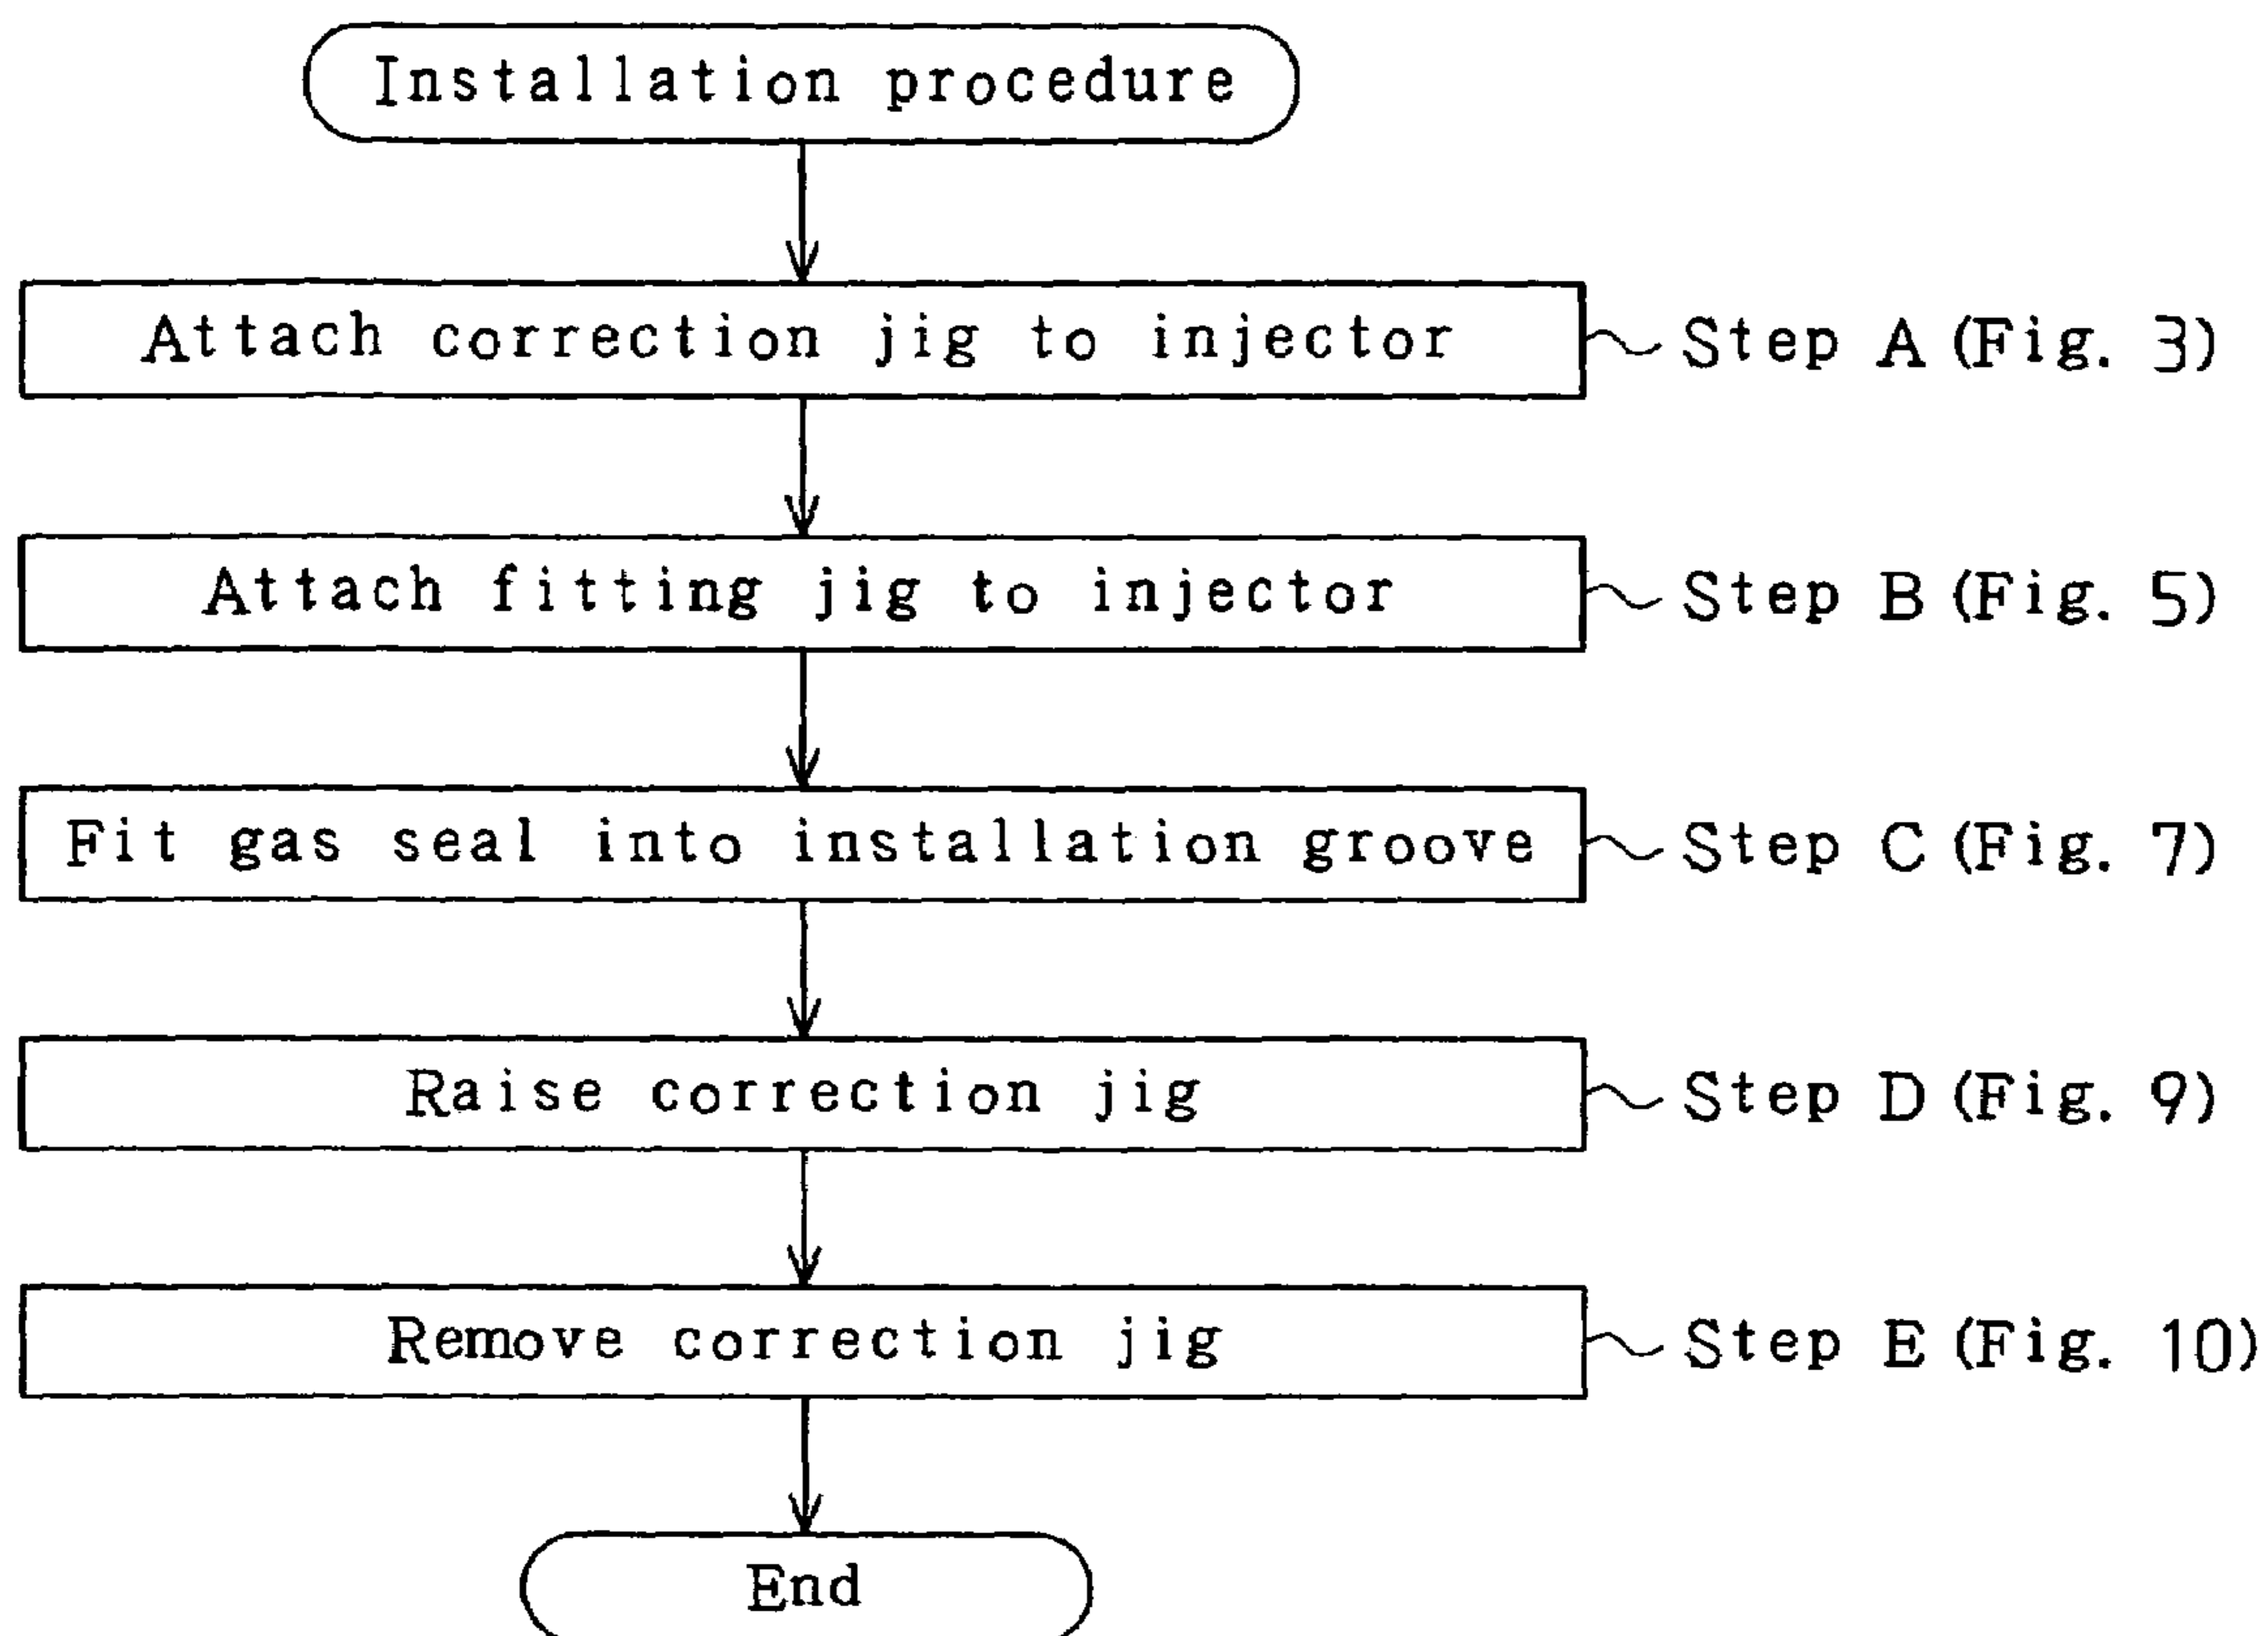 Installation procedure
Attach correction jig to injector
Step A (Fig. 3)
Attach fitting jig to injector
Step B (Fig. 5)
Fit gas seal into installation groove
Step C (Fig. 7)
Raise correction jig
Step D (Fig. 9)
Remove correction jig
Step E (Fig. 10)
End